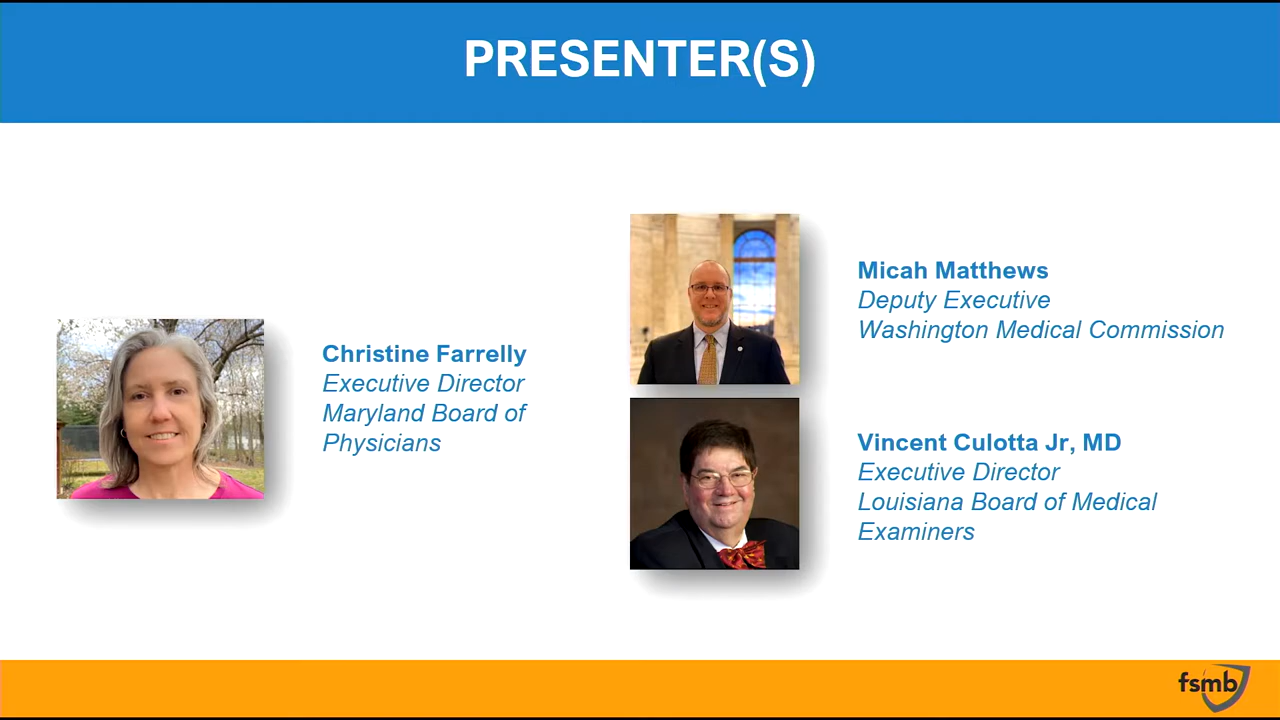 PRESENTER(S)
Christine Farrelly
Executive Director
Maryland Board of
Physicians
Micah Matthews
Deputy Executive
Washington Medical Commission
Vincent Culotta Jr, MD
Executive Director
Louisiana Board of Medical
Examiners
fsmb